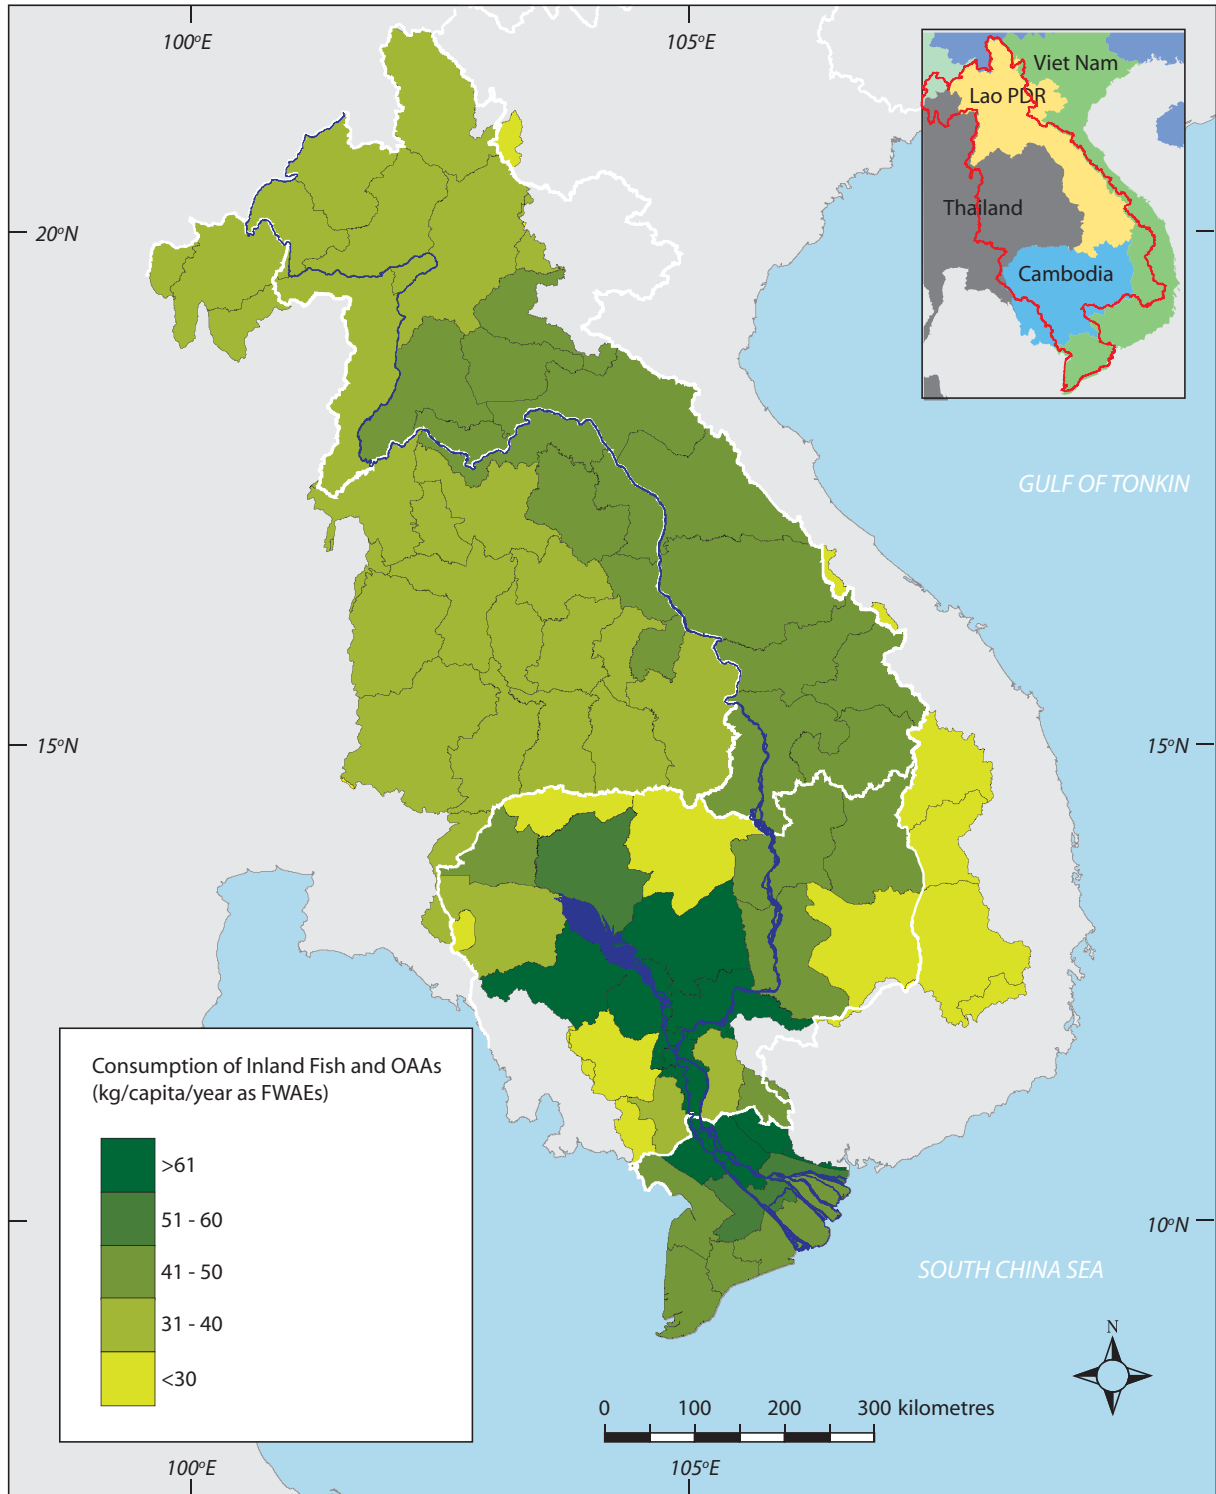 100°E
105°E
Viet Nam
Lao PDR
Thailand
Cambodia
20°N
GULF OF TONKIN
15°N
15°N
Consumption of Inland Fish and OAAs
(kg/capita/year as FWAEs)
>61
51 - 60
41 - 50
31 - 40
<30
10°N
SOUTH CHINA SEA
N
0 100 200 300 kilometres
100°E
105°E